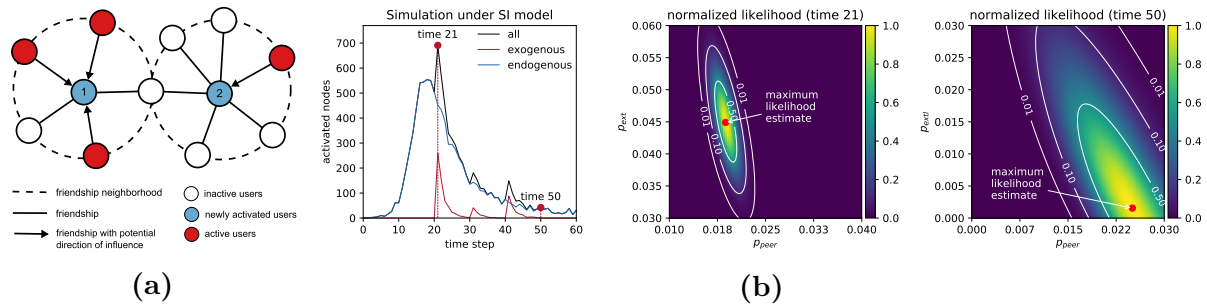 1
2
friendship neighborhood
friendship
friendship with potential
direction of influence
inactive users
newly activated users
active users
Simulation under SI model
time 21
all
exogenous
endogenous
time 50
700
600
500
400
300
200
100
0
activated nodes
0 10 20 30 40 50 60
time step
normalized likelihood (time 21)
0.060
0.055
0.050
0.045
0.040
0.035
0.030
p_ext
0.01
0.01
0.10
0.50
maximum
likelihood
estimate
0.018 0.023 0.029 0.034 0.040
p_peer
1.0
0.8
0.6
0.4
0.2
0.0
normalized likelihood (time 50)
0.030
0.025
0.020
0.015
0.010
0.005
0.000
p_extl
0.01
0.01
0.10
0.50
maximum
likelihood
estimate
0.000 0.007 0.015 0.022 0.030
p_peer
1.0
0.8
0.6
0.4
0.2
0.0
(a)
(b)